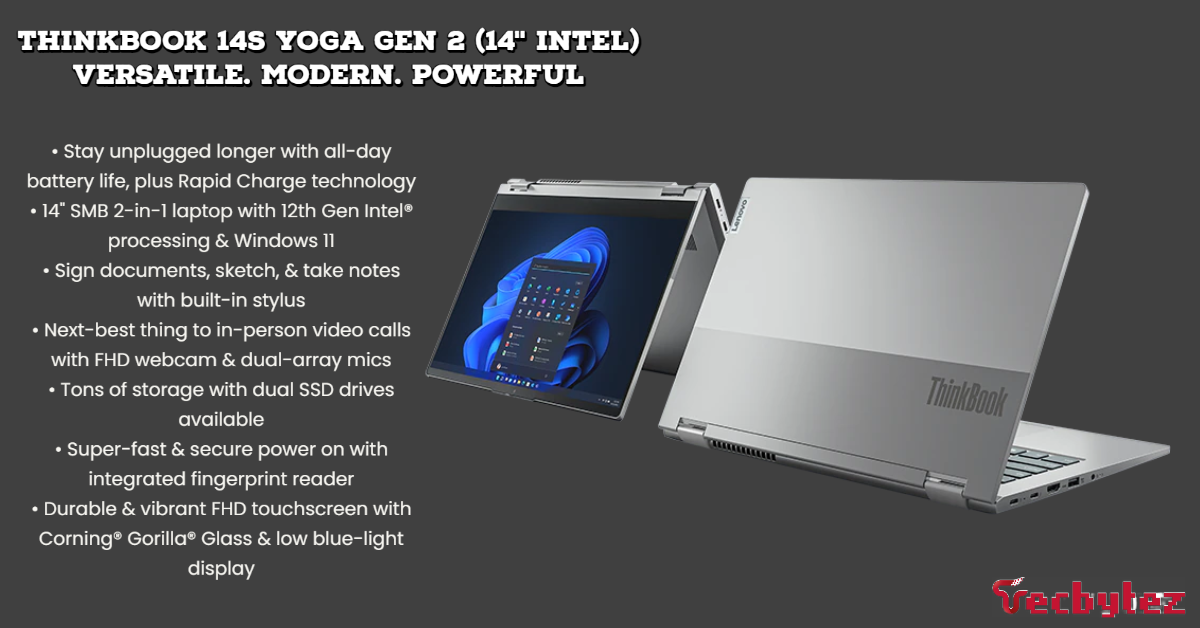 THINKBOOK 14S YOGA GEN 2 (14" INTEL)
VERSATILE. MODERN. POWERFUL
• Stay unplugged longer with all-day
battery life, plus Rapid Charge technology
• 14" SMB 2-in-1 laptop with 12th Gen Intel®
processing & Windows 11
• Sign documents, sketch, & take notes
with built-in stylus
• Next-best thing to in-person video calls
with FHD webcam & dual-array mics
• Tons of storage with dual SSD drives
available
• Super-fast & secure power on with
integrated fingerprint reader
• Durable & vibrant FHD touchscreen with
Corning® Gorilla® Glass & low blue-light
display
Lenovo
ThinkBook
Tecbytez